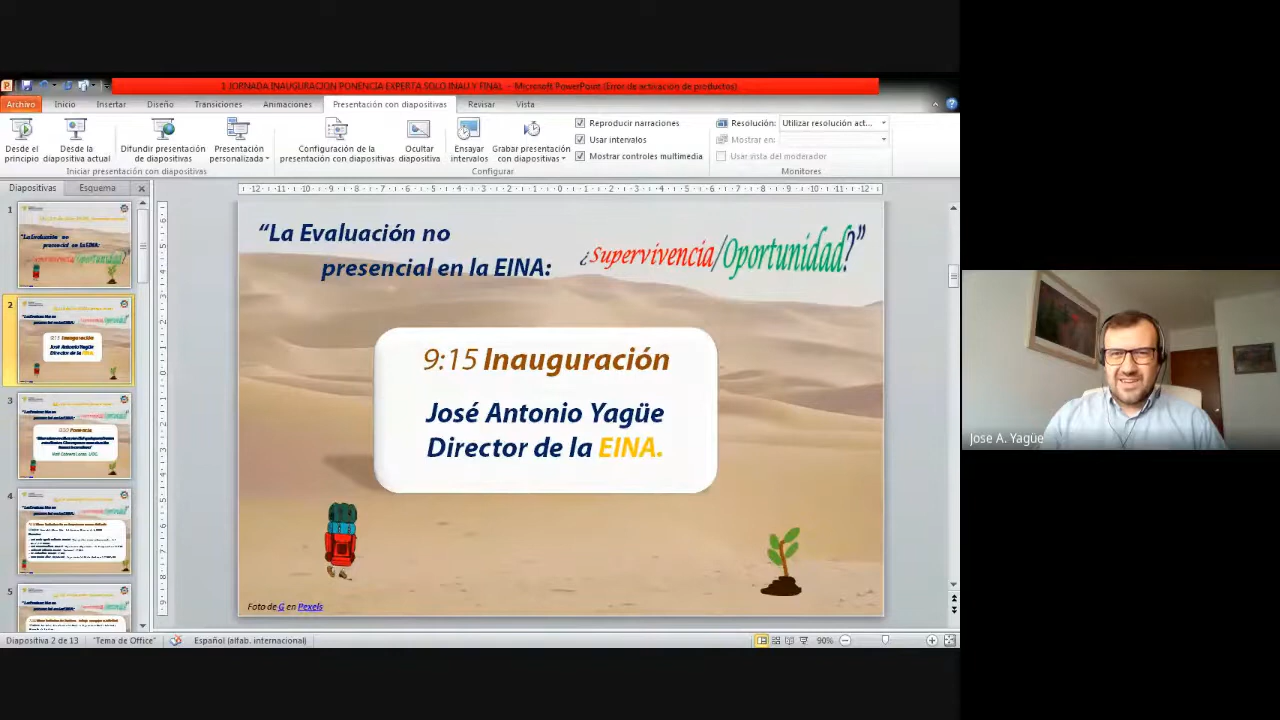 1 JORNADA INAUGURACION PONENCIA EXPERTA SOLO INAU Y FINAL - Microsoft PowerPoint (Error de activación de productos)
Archivo Inicio Insertar Diseño Transiciones Animaciones Presentación con diapositivas Revisar Vista
Desde el principio
Desde la diapositiva actual
Difundir presentación de diapositivas
Presentación personalizada
Configuración de la presentación con diapositivas
Ocultar diapositiva
Ensayar intervalos
Grabar presentación con diapositivas
Reproducir narraciones
Usar intervalos
Mostrar controles multimedia
Resolución: Utilizar resolución act...
Mostrar en:
Usar vista del moderador
Iniciar presentación con diapositivas
Configurar
Monitores
Diapositivas Esquema
1
2
3
4
5
“La Evaluación no
presencial en la EINA:
¿Supervivencia/Oportunidad?”
9:15 Inauguración
José Antonio Yagüe
Director de la EINA.
Foto de G en Pexels
Jose A. Yagüe
Diapositiva 2 de 13 "Tema de Office" Español (alfab. internacional) 90%